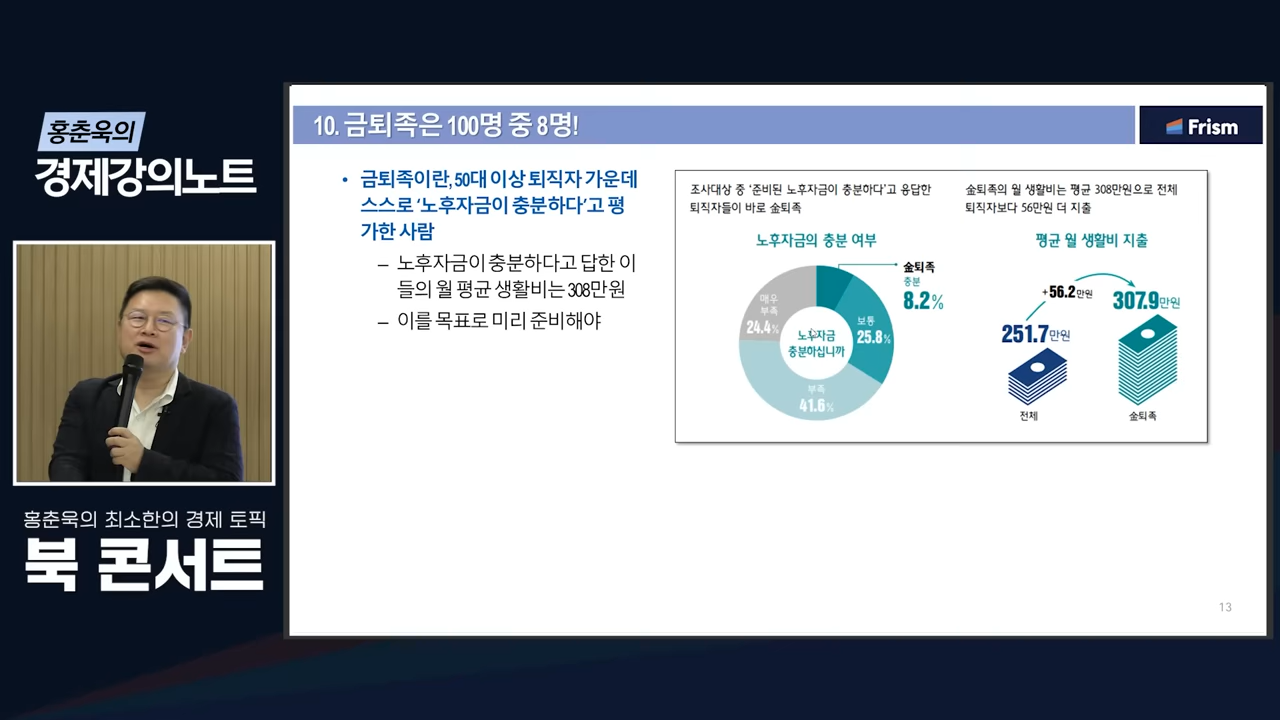 홍춘욱의
경제강의노트
홍춘욱의 최소한의 경제 토픽
북 콘서트
10. 금퇴족은 100명 중 8명!
Frism
• 금퇴족이란, 50대 이상 퇴직자 가운데
스스로 ‘노후자금이 충분하다’고 평
가한 사람
– 노후자금이 충분하다고 답한 이
들의 월 평균 생활비는 308만원
– 이를 목표로 미리 준비해야
조사대상 중 ‘준비된 노후자금이 충분하다’고 응답한
퇴직자들이 바로 金퇴족
노후자금의 충분 여부
金퇴족
충분
8.2%
보통
25.8%
부족
41.6%
매우
부족
24.4%
노후자금
충분하십니까
金퇴족의 월 생활비는 평균 308만원으로 전체
퇴직자보다 56만원 더 지출
평균 월 생활비 지출
+56.2만원
251.7만원
307.9만원
전체
金퇴족
13